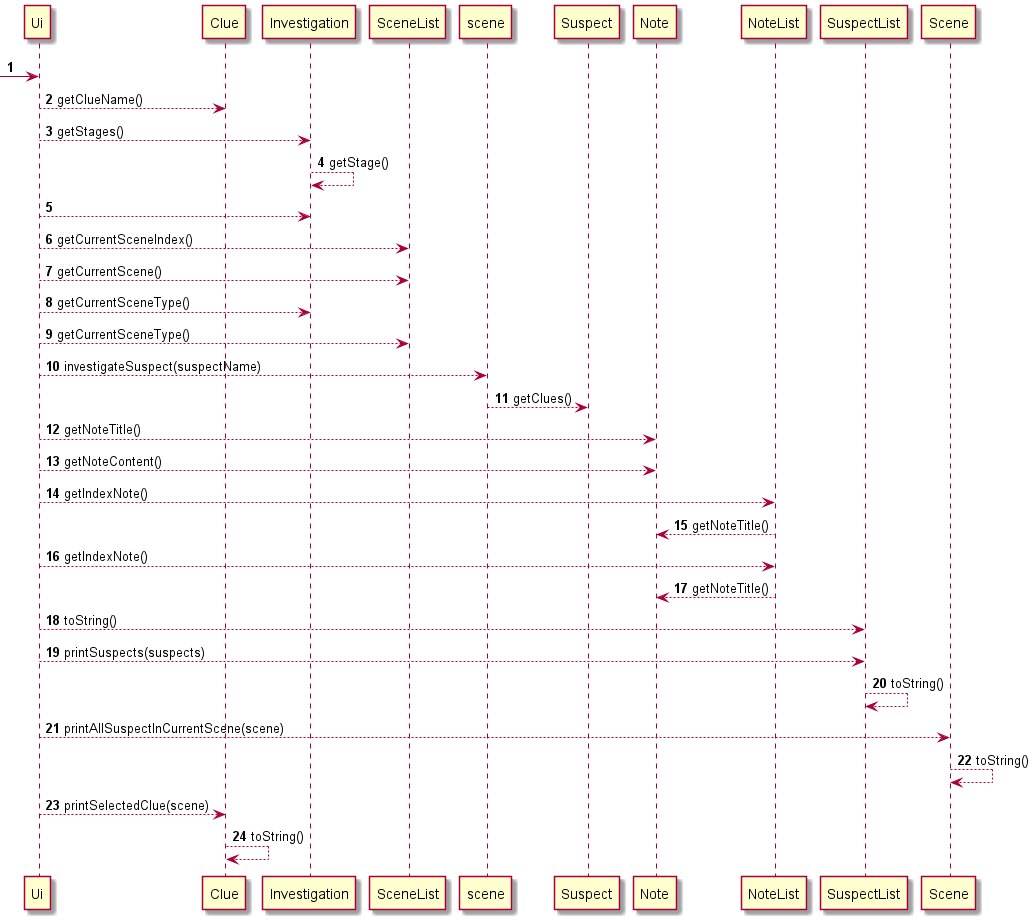 Ui Clue Investigation SceneList scene Suspect Note NoteList SuspectList Scene
1
2 getClueName()
3 getStages()
4 getStage()
5
6 getCurrentSceneIndex()
7 getCurrentScene()
8 getCurrentSceneType()
9 getCurrentSceneType()
10 investigateSuspect(suspectName)
11 getClues()
12 getNoteTitle()
13 getNoteContent()
14 getIndexNote()
15 getNoteTitle()
16 getIndexNote()
17 getNoteTitle()
18 toString()
19 printSuspects(suspects)
20 toString()
21 printAllSuspectInCurrentScene(scene)
22 toString()
23 printSelectedClue(scene)
24 toString()
Ui Clue Investigation SceneList scene Suspect Note NoteList SuspectList Scene